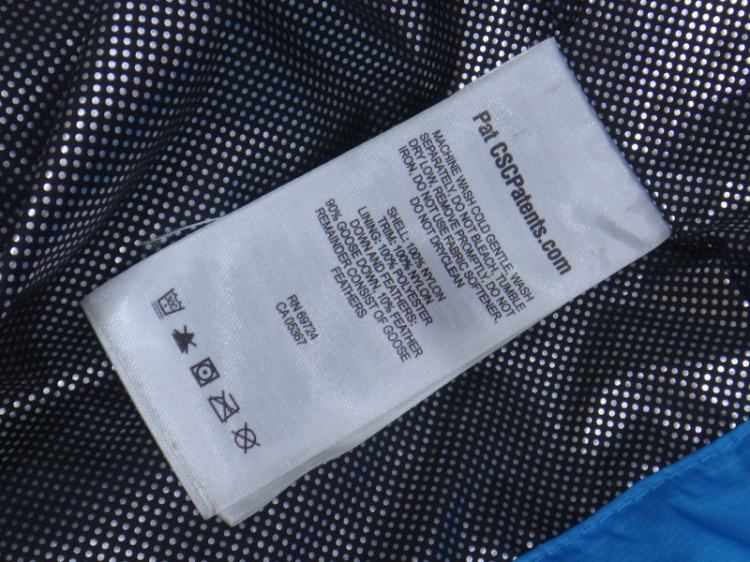 Pat CSCPatents.com
MACHINE WASH COLD GENTLE, WASH
SEPARATELY, DO NOT BLEACH, TUMBLE
DRY LOW, REMOVE PROMPTLY, DO NOT
IRON, DO NOT USE FABRIC SOFTENER,
DO NOT DRYCLEAN
SHELL: 100% NYLON
TRIM: 100% NYLON
LINING: 100% POLYESTER
DOWN AND FEATHERS:
90% GOOSE DOWN, 10% FEATHER
REMAINDER CONSIST OF GOOSE
FEATHERS
RN 69724
CA 05367